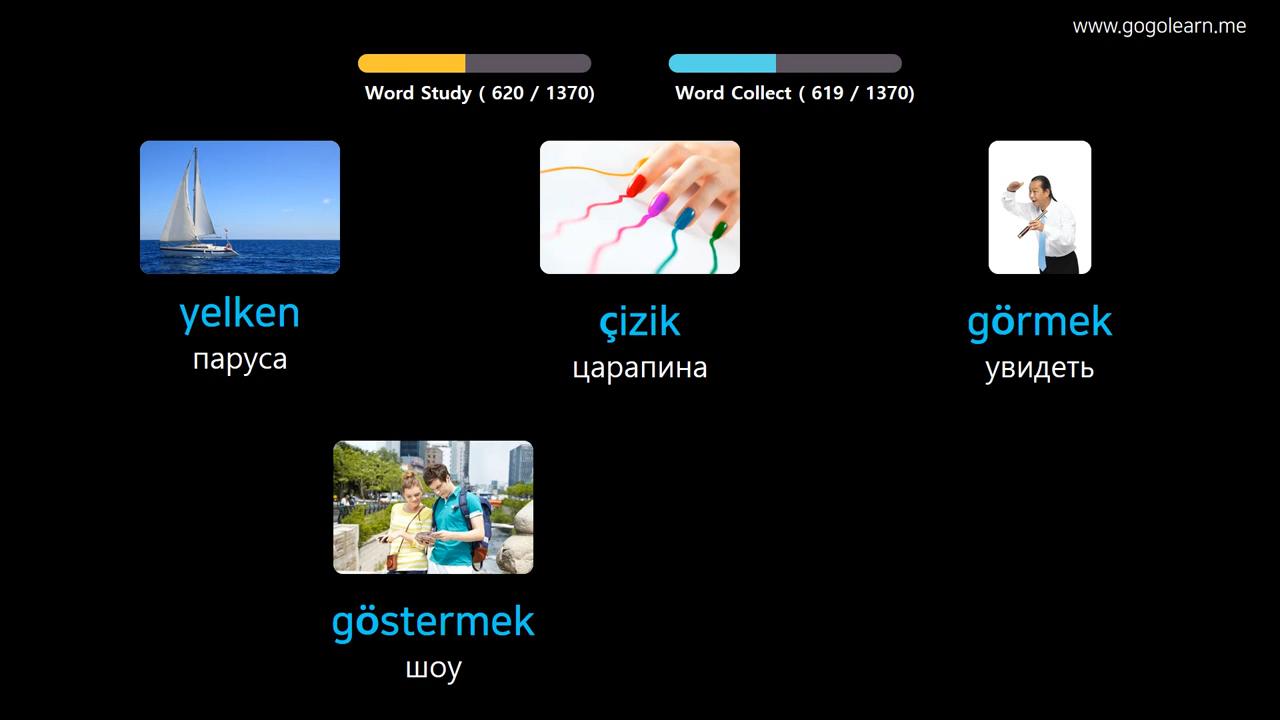 www.gogolearn.me
Word Study ( 620 / 1370)
Word Collect ( 619 / 1370)
yelken
паруса
çizik
царапина
görmek
увидеть
göstermek
шоу